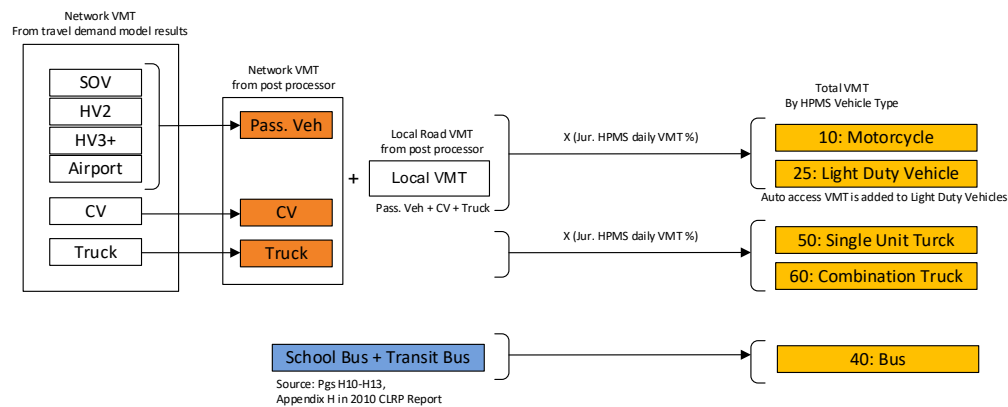 Network VMT
From travel demand model results
SOV
HV2
HV3+
Airport
CV
Truck
Network VMT
from post processor
Pass. Veh
CV
Truck
+
Local Road VMT
from post processor
Local VMT
Pass. Veh + CV + Truck
X (Jur. HPMS daily VMT %)
X (Jur. HPMS daily VMT %)
Total VMT
By HPMS Vehicle Type
10: Motorcycle
25: Light Duty Vehicle
Auto access VMT is added to Light Duty Vehicles
50: Single Unit Turck
60: Combination Truck
School Bus + Transit Bus
Source: Pgs H10-H13,
Appendix H in 2010 CLRP Report
40: Bus